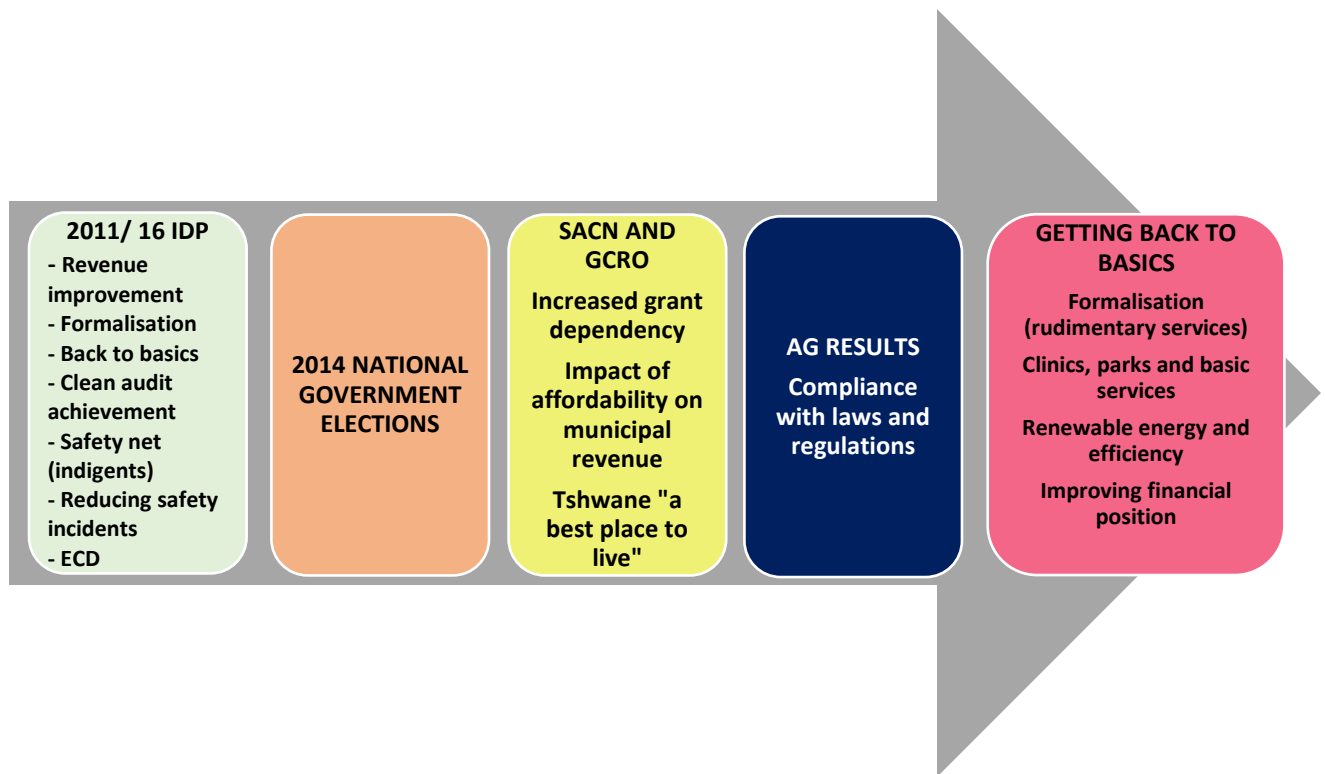 2011/ 16 IDP
- Revenue
improvement
- Formalisation
- Back to basics
- Clean audit
achievement
- Safety net
(indigents)
- Reducing safety
incidents
- ECD
2014 NATIONAL
GOVERNMENT
ELECTIONS
SACN AND
GCRO
Increased grant
dependency
Impact of
affordability on
municipal
revenue
Tshwane "a
best place to
live"
AG RESULTS
Compliance
with laws and
regulations
GETTING BACK TO
BASICS
Formalisation
(rudimentary services)
Clinics, parks and basic
services
Renewable energy and
efficiency
Improving financial
position